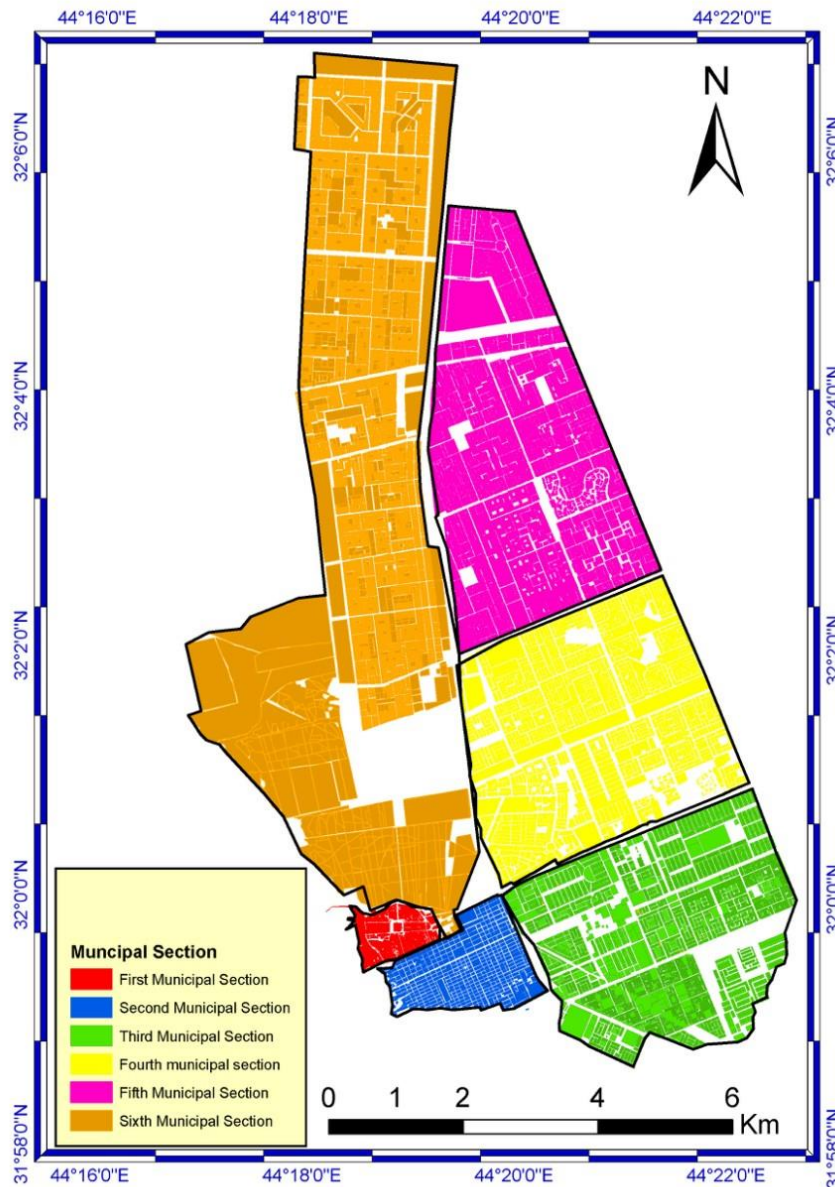 44°16'0"E 44°18'0"E 44°20'0"E 44°22'0"E
N
32°6'0"N 32°6'0"N
32°4'0"N 32°4'0"N
32°2'0"N 32°2'0"N
32°0'0"N 32°0'0"N
Muncipal Section
First Municipal Section
Second Municipal Section
Third Municipal Section
Fourth municipal section
Fifth Municipal Section
Sixth Municipal Section
0 1 2 4 6
Km
31°58'0"N 31°58'0"N
44°16'0"E 44°18'0"E 44°20'0"E 44°22'0"E